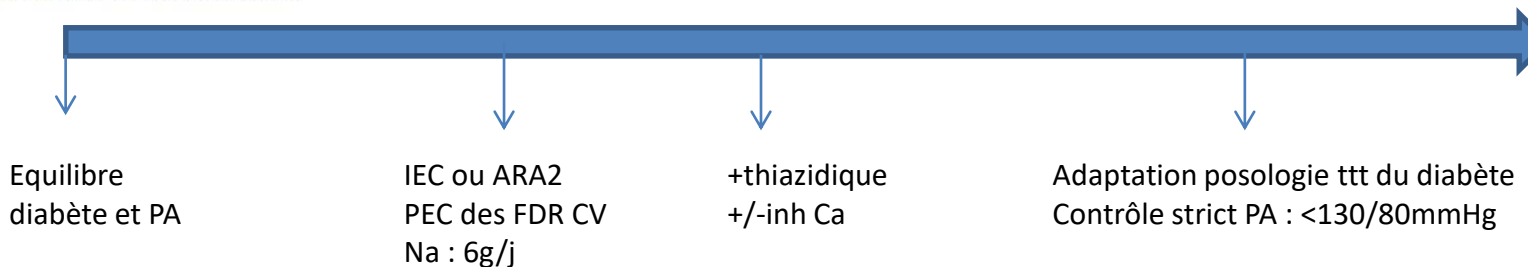 Equilibre
diabète et PA
IEC ou ARA2
PEC des FDR CV
Na : 6g/j
+thiazidique
+/-inh Ca
Adaptation posologie ttt du diabète
Contrôle strict PA : <130/80mmHg